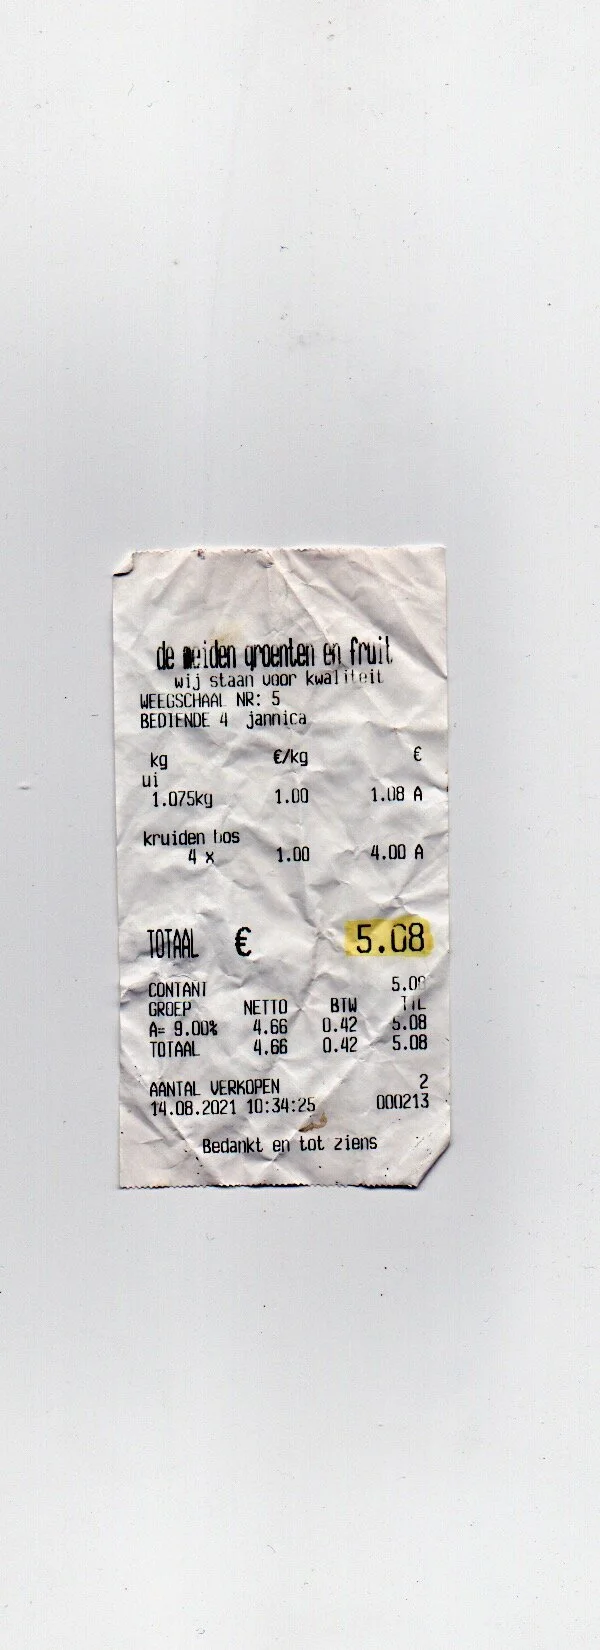 de meiden groenten en fruit
wij staan voor kwaliteit
WEEGSCHAAL NR: 5
BEDIENDE 4 jannica
kg €/kg €
ui
1.075kg 1.00 1.08 A
kruiden bos
4 x 1.00 4.00 A
TOTAAL € 5.08
CONTANT 5.08
GROEP NETTO BTW TTL
A= 9.00% 4.66 0.42 5.08
TOTAAL 4.66 0.42 5.08
AANTAL VERKOPEN 2
14.08.2021 10:34:25 000213
Bedankt en tot ziens